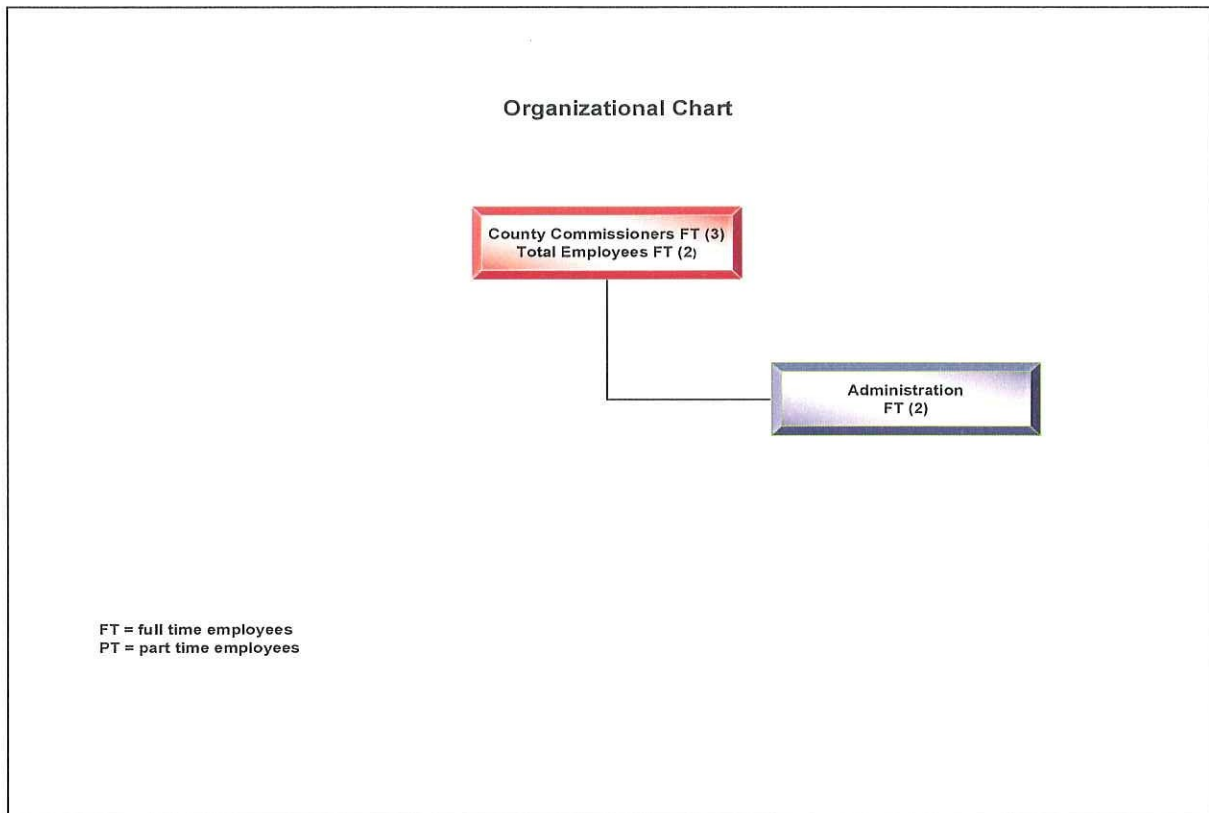 Organizational Chart
County Commissioners FT (3)
Total Employees FT (2)
Administration
FT (2)
FT = full time employees
PT = part time employees